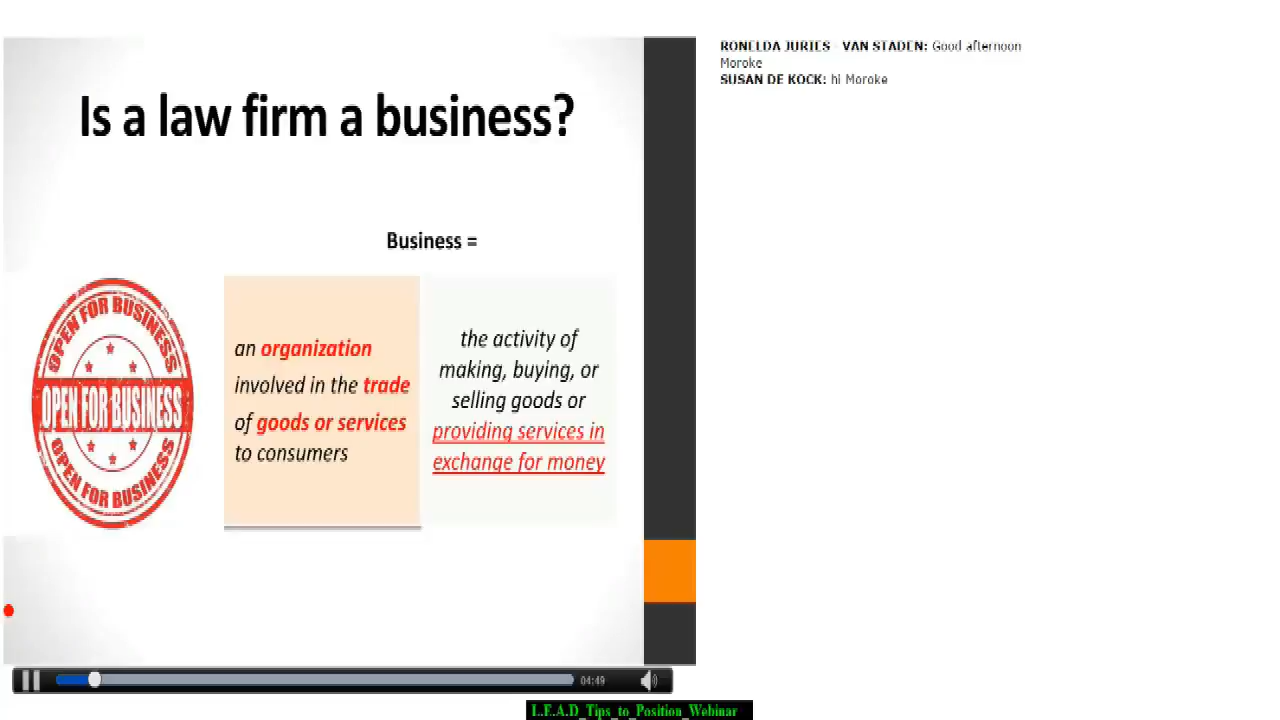 Is a law firm a business?
Business =
OPEN FOR BUSINESS
OPEN FOR BUSINESS
OPEN FOR BUSINESS
an organization
involved in the trade
of goods or services
to consumers
the activity of
making, buying, or
selling goods or
providing services in
exchange for money
04:49
RONELDA JURIES - VAN STADEN: Good afternoon
Moroke
SUSAN DE KOCK: hi Moroke
L.E.A.D_Tips_to_Position_Webinar